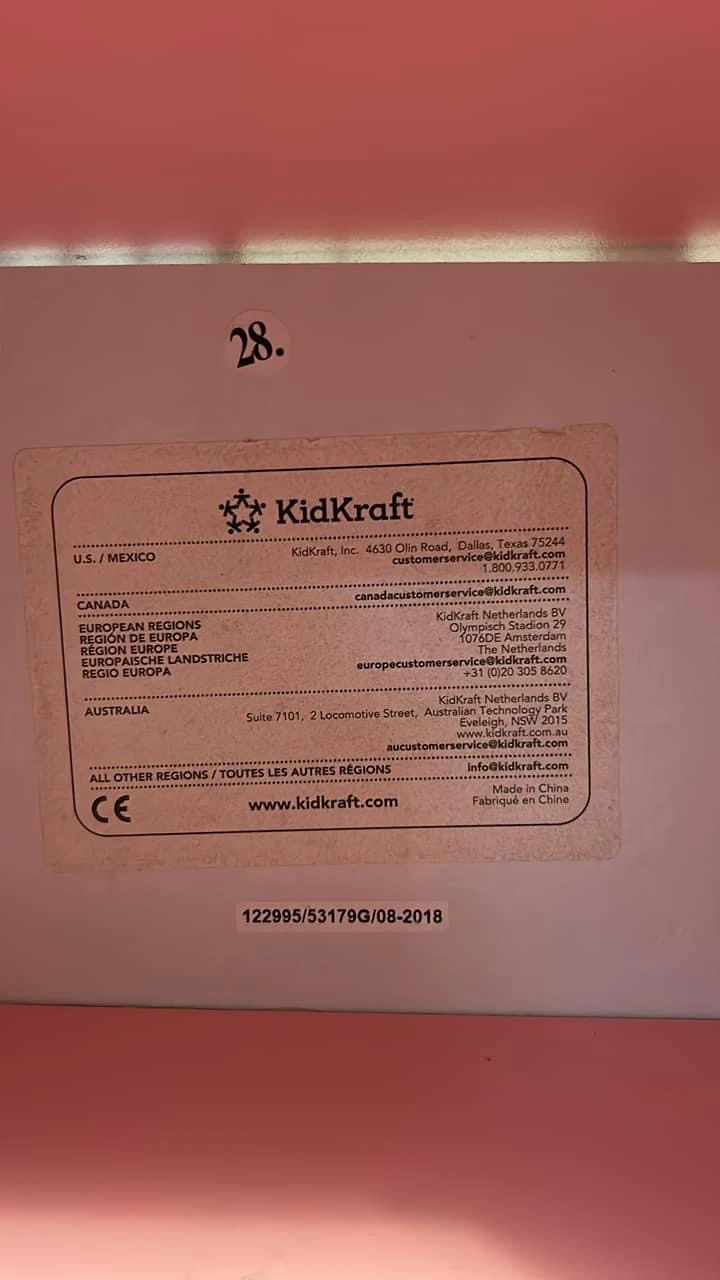 28.
KidKraft
U.S. / MEXICO
KidKraft, Inc. 4630 Olin Road, Dallas, Texas 75244
customerservice@kidkraft.com
1.800.933.0771
CANADA
canadacustomerservice@kidkraft.com
EUROPEAN REGIONS
REGIÓN DE EUROPA
RÉGION EUROPE
EUROPAISCHE LANDSTRICHE
REGIO EUROPA
KidKraft Netherlands BV
Olympisch Stadion 29
1076DE Amsterdam
The Netherlands
europecustomerservice@kidkraft.com
+31 (0)20 305 8620
AUSTRALIA
KidKraft Netherlands BV
Suite 7101, 2 Locomotive Street, Australian Technology Park
Eveleigh, NSW 2015
www.kidkraft.com.au
aucustomerservice@kidkraft.com
ALL OTHER REGIONS / TOUTES LES AUTRES RÉGIONS
info@kidkraft.com
CE
www.kidkraft.com
Made in China
Fabriqué en Chine
122995/53179G/08-2018